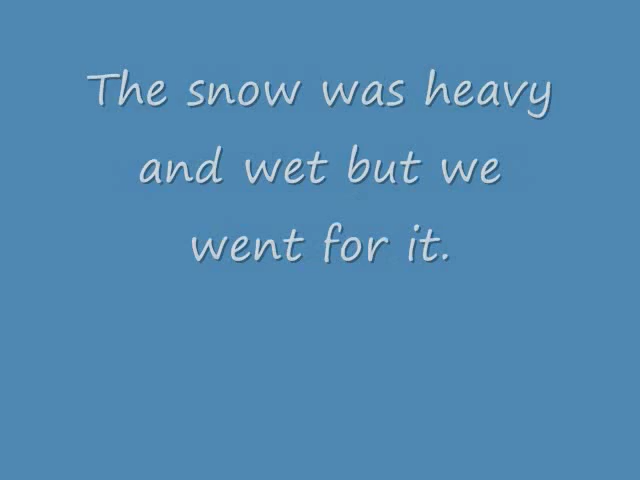 The snow was heavy
and wet but we
went for it.